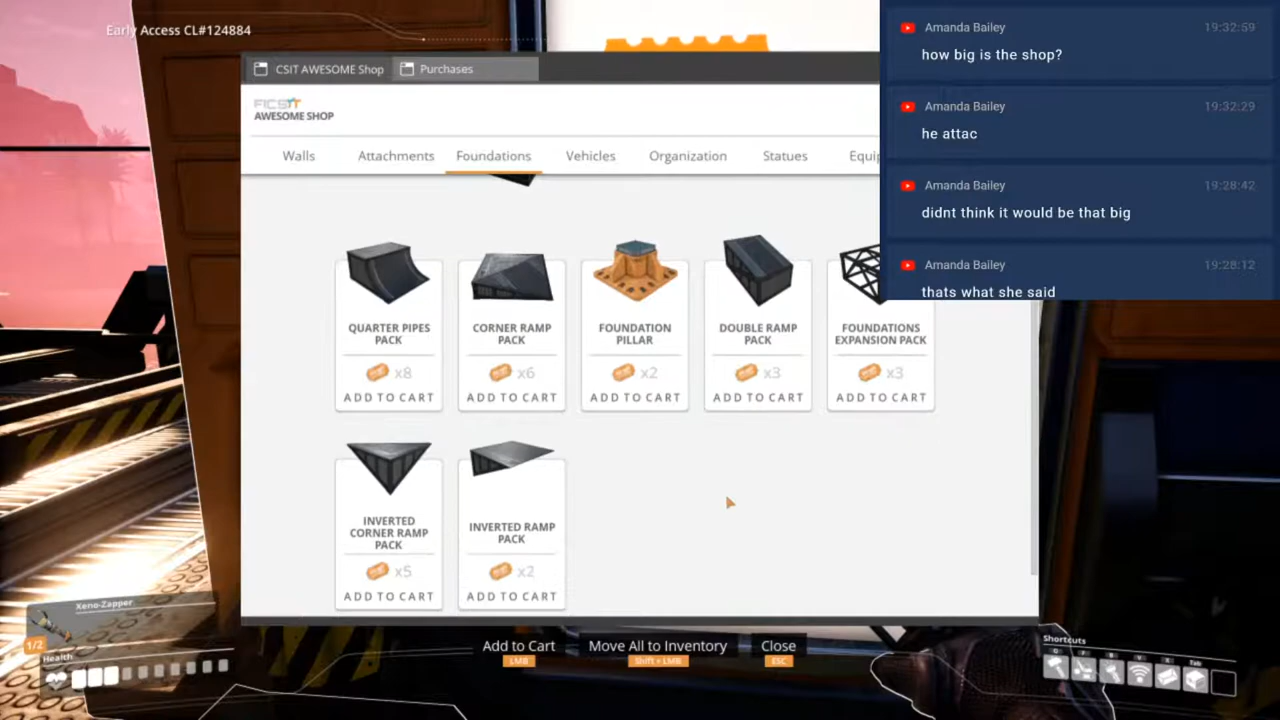 Early Access CL#124884
CSIT AWESOME Shop
Purchases
FICSIT
AWESOME SHOP
Walls
Attachments
Foundations
Vehicles
Organization
Statues
Equip
QUARTER PIPES
PACK
x8
ADD TO CART
CORNER RAMP
PACK
x6
ADD TO CART
FOUNDATION
PILLAR
x2
ADD TO CART
DOUBLE RAMP
PACK
x3
ADD TO CART
FOUNDATIONS
EXPANSION PACK
x3
ADD TO CART
INVERTED
CORNER RAMP
PACK
x5
ADD TO CART
INVERTED RAMP
PACK
x2
ADD TO CART
Amanda Bailey 19:32:59
how big is the shop?
Amanda Bailey 19:32:29
he attac
Amanda Bailey 19:28:42
didnt think it would be that big
Amanda Bailey 19:28:12
thats what she said
Xeno-Zapper
1/2
Health
Add to Cart
LMB
Move All to Inventory
Shift + LMB
Close
ESC
Shortcuts
Tab